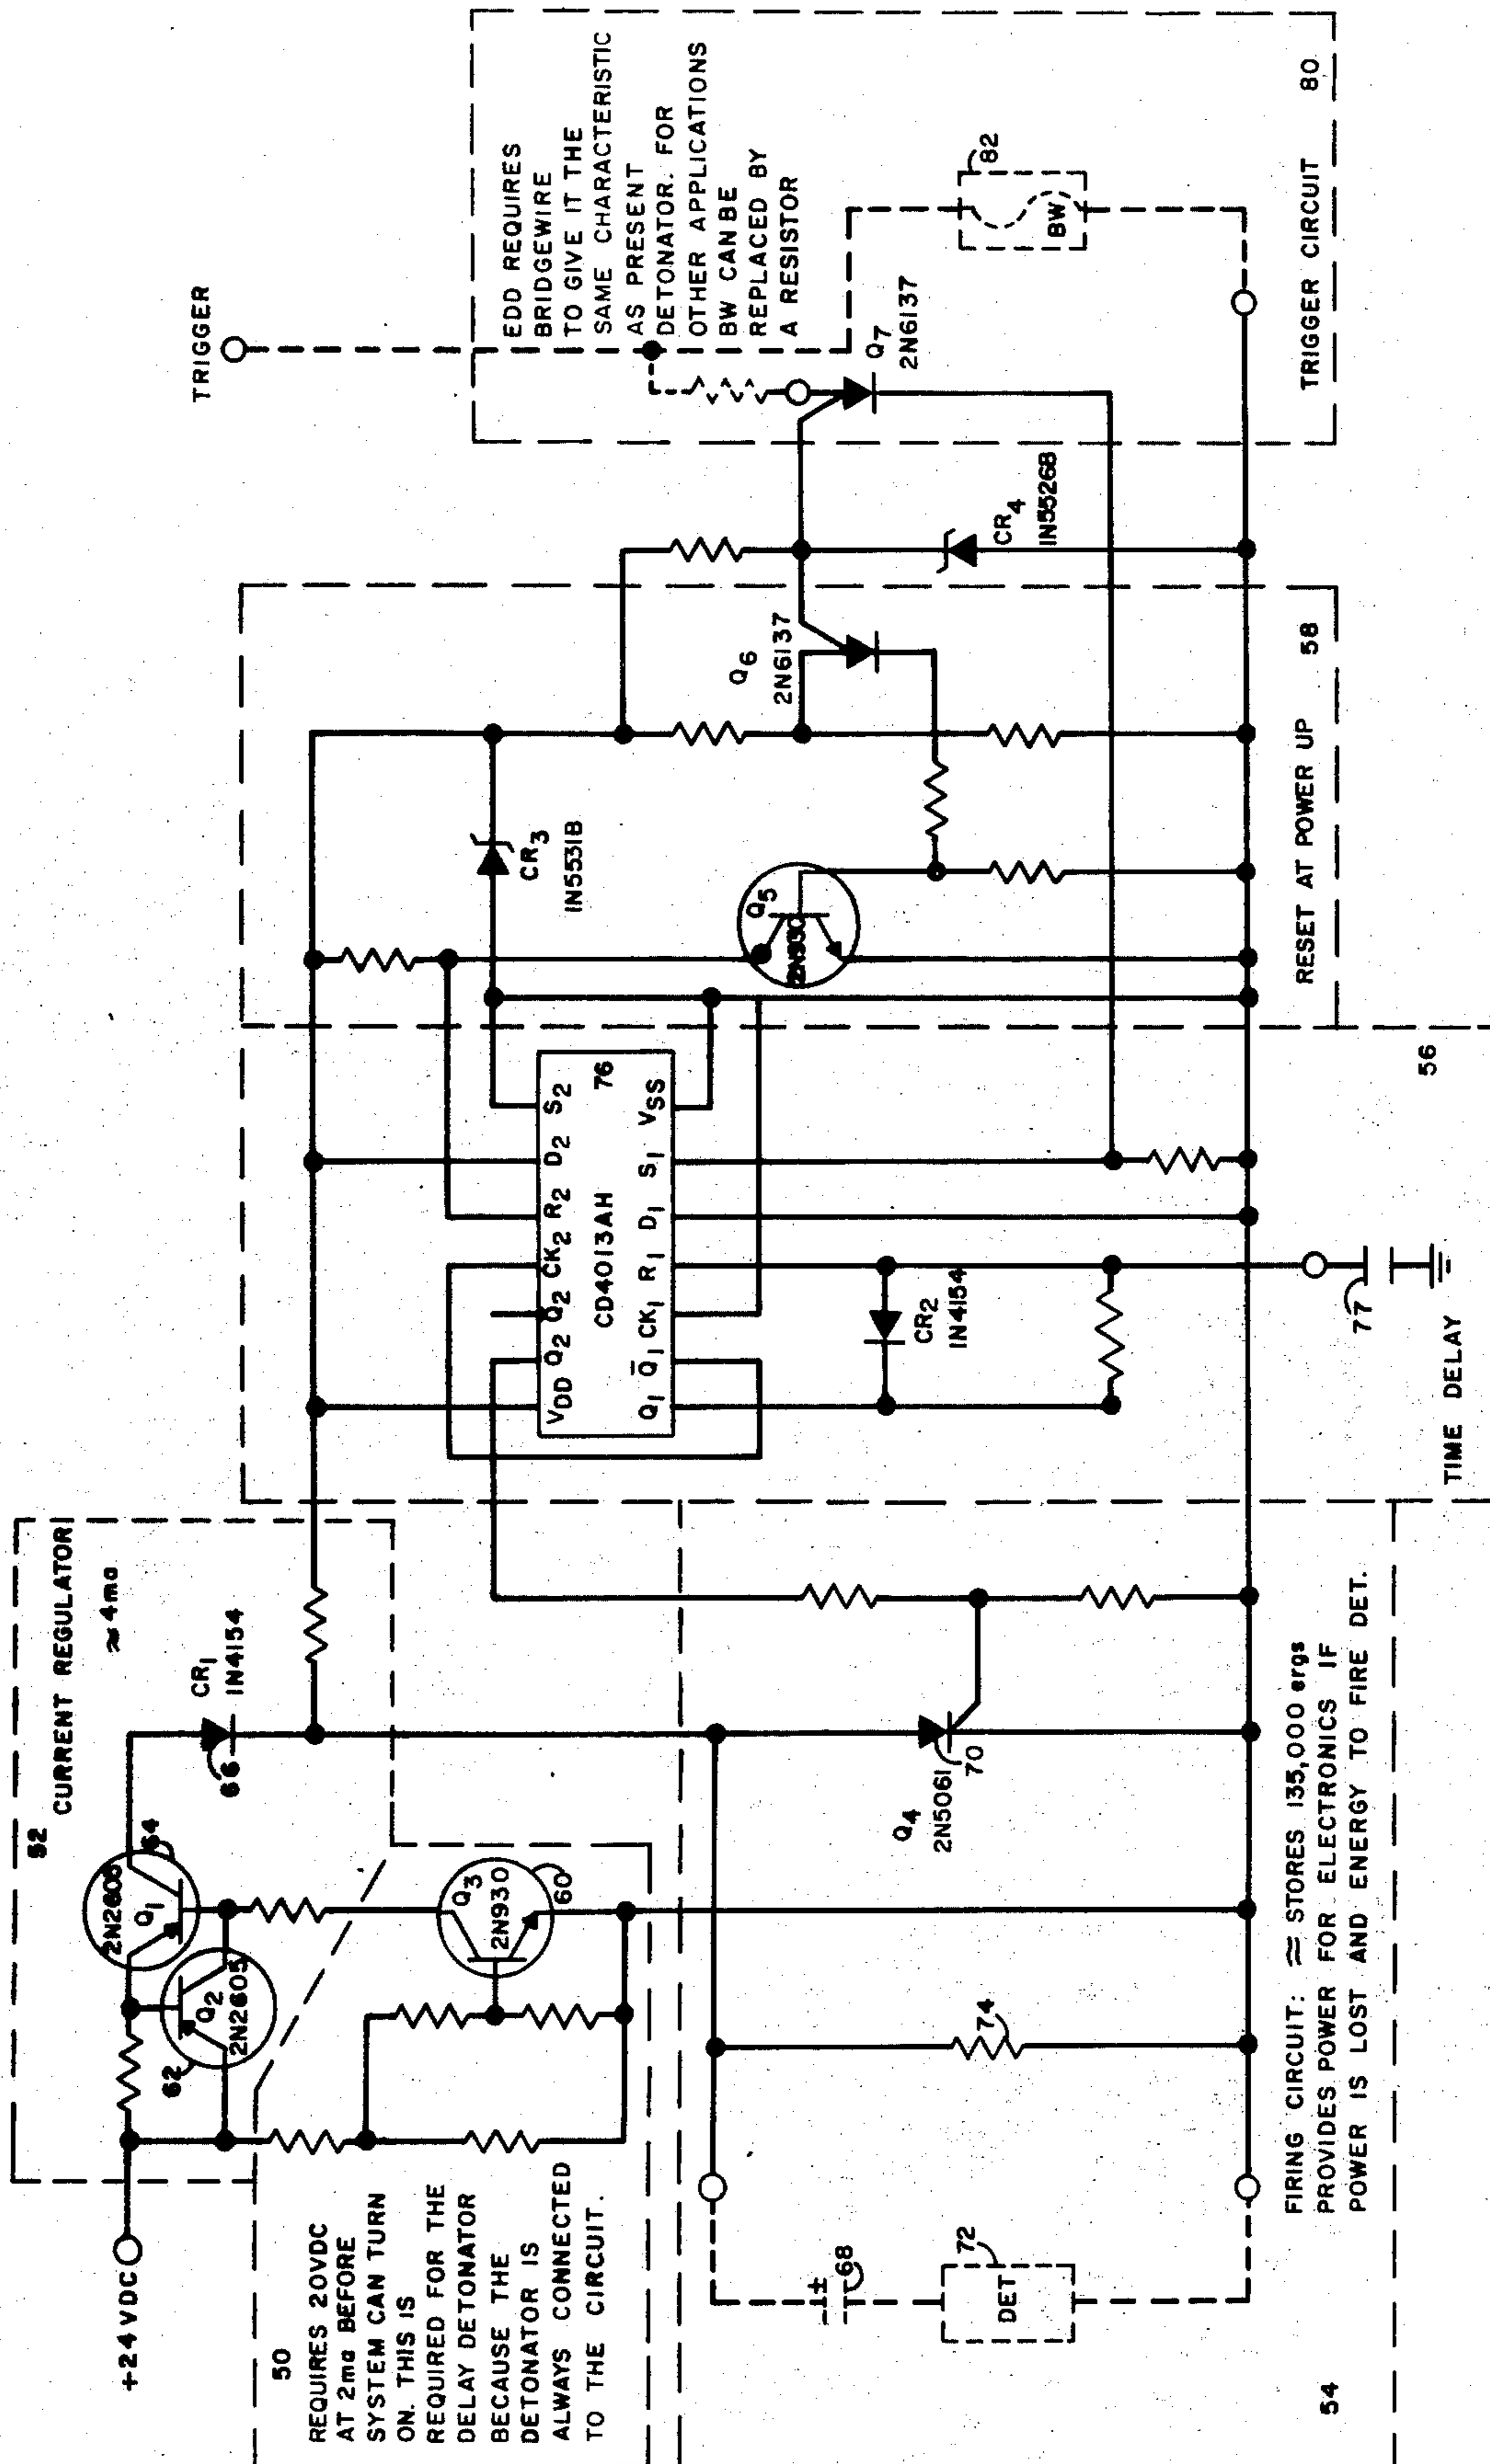 +24VDC
52
CURRENT REGULATOR
≈ 4ma
64
2N2605
Q1
Q2
2N2605
62
CR1
1N4154
66
50
REQUIRES 20VDC
AT 2ma BEFORE
SYSTEM CAN TURN
ON. THIS IS
REQUIRED FOR THE
DELAY DETONATOR
BECAUSE THE
DETONATOR IS
ALWAYS CONNECTED
TO THE CIRCUIT.
Q3
2N930
60
68
±
72
DET
74
Q4
2N5061
70
54
FIRING CIRCUIT: ≈ STORES 135,000 ergs
PROVIDES POWER FOR ELECTRONICS IF
POWER IS LOST AND ENERGY TO FIRE DET.
VDD Q2 Q2 CK2 R2 D2 S2
CD4013AH 76
Q1 Q̄1 CK1 R1 D1 S1 VSS
CR2
1N4154
77
TIME DELAY
56
CR3
1N5531B
Q5
2N930
Q6
2N6137
RESET AT POWER UP 58
CR4
1N5526B
TRIGGER
EDD REQUIRES
BRIDGEWIRE
TO GIVE IT THE
SAME CHARACTERISTIC
AS PRESENT
DETONATOR. FOR
OTHER APPLICATIONS
BW CAN BE
REPLACED BY
A RESISTOR
Q7
2N6137
82
BW
TRIGGER CIRCUIT 80